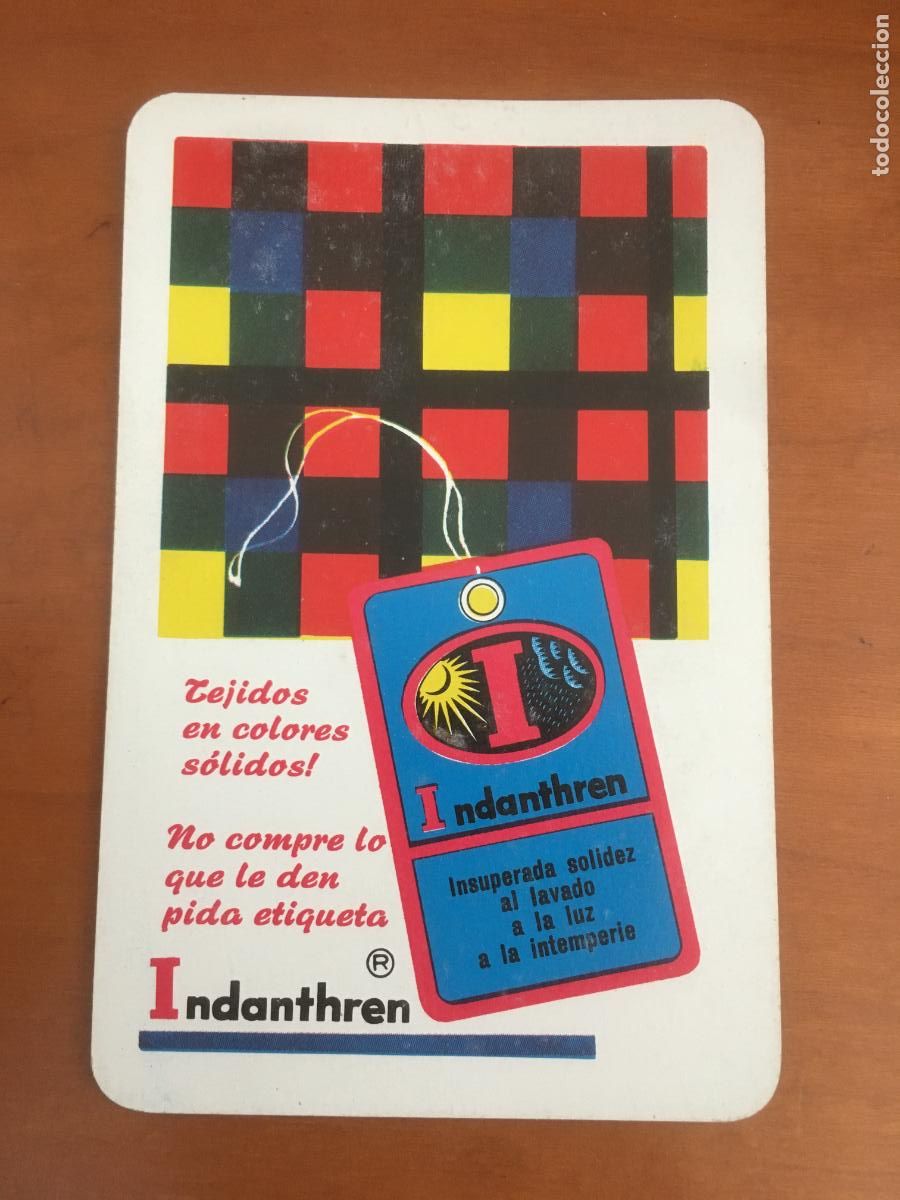 todocoleccion
I
Indanthren
Insuperada solidez
al lavado
a la luz
a la intemperie
Tejidos
en colores
sólidos!
No compre lo
que le den
pida etiqueta
Indanthren ®